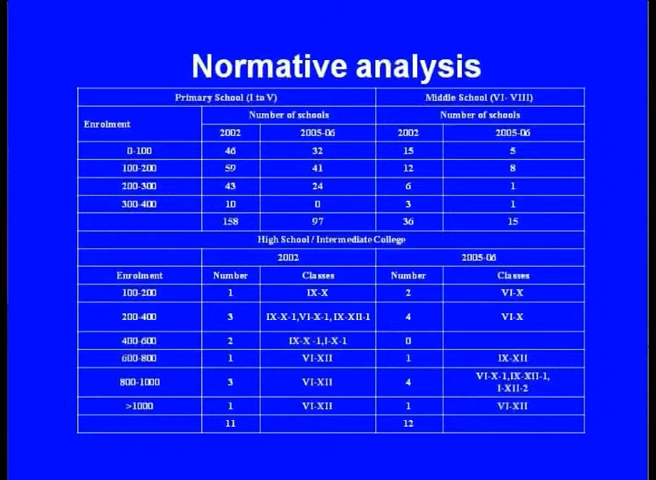 Normative analysis
Primary School (I to V) Middle School (VI- VIII)
Enrolment Number of schools Number of schools
2002 2005-06 2002 2005-06
0-100 46 32 15 5
100-200 59 41 12 8
200-300 43 24 6 1
300-400 10 0 3 1
158 97 36 15
High School / Intermediate College
2002 2005-06
Enrolment Number Classes Number Classes
100-200 1 IX-X 2 VI-X
200-400 3 IX-X-1,VI-X-1, IX-XII-1 4 VI-X
400-600 2 IX-X -1,I-X-1 0
600-800 1 VI-XII 1 IX-XII
800-1000 3 VI-XII 4 VI-X-1,IX-XII-1,
I-XII-2
>1000 1 VI-XII 1 VI-XII
11 12